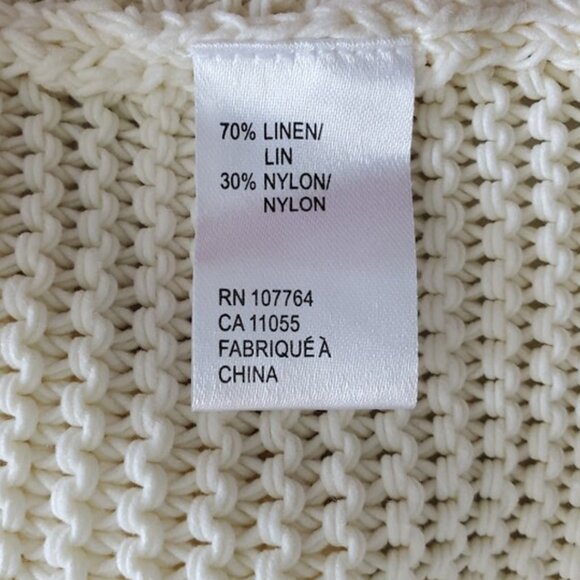 70% LINEN/
LIN
30% NYLON/
NYLON
RN 107764
CA 11055
FABRIQUÉ À
CHINA